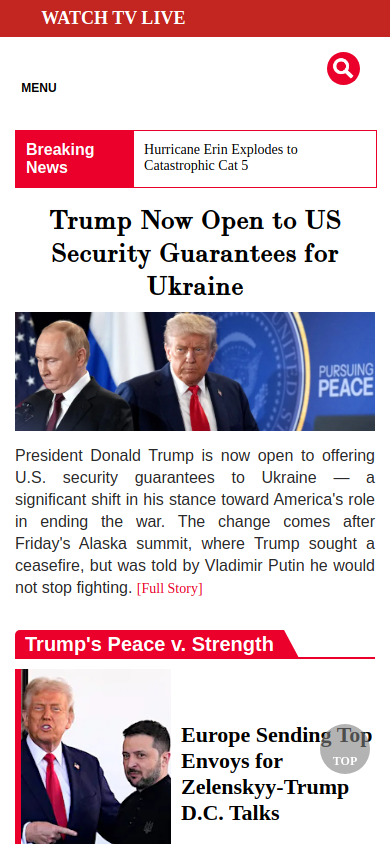 WATCH TV LIVE
MENU
Breaking
News
Hurricane Erin Explodes to
Catastrophic Cat 5
Trump Now Open to US
Security Guarantees for
Ukraine
PURSUING
PEACE
President Donald Trump is now open to offering
U.S. security guarantees to Ukraine — a
significant shift in his stance toward America's role
in ending the war. The change comes after
Friday's Alaska summit, where Trump sought a
ceasefire, but was told by Vladimir Putin he would
not stop fighting. [Full Story]
Trump's Peace v. Strength
Europe Sending Top
Envoys for
Zelenskyy-Trump
D.C. Talks
TOP